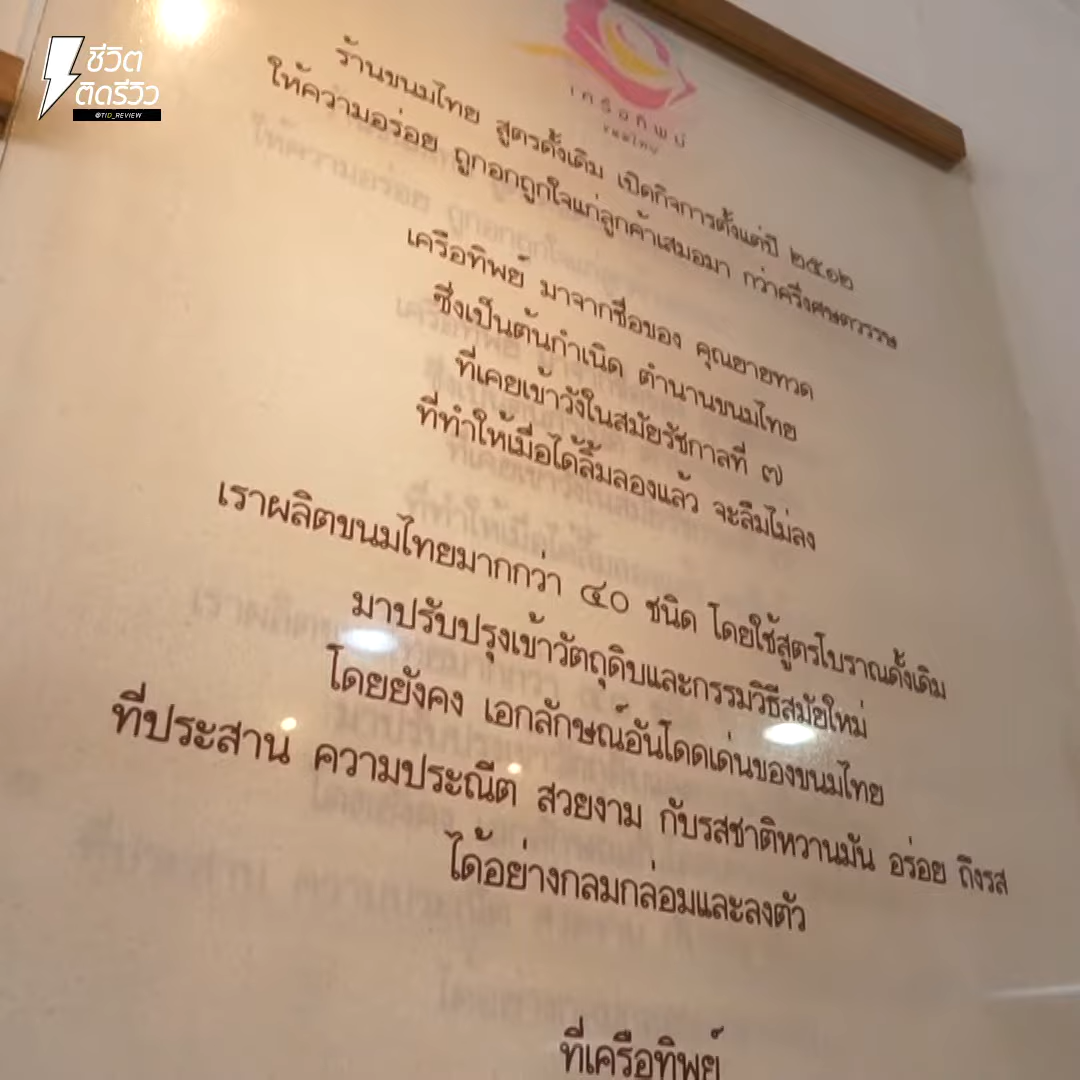 ชีวิต
ติดรีวิว
@TID_REVIEW
เครือทิพย์
ขนมไทย
ร้านขนมไทย สูตรดั้งเดิม เปิดกิจการตั้งแต่ปี ๒๕๑๒
ให้ความอร่อย ถูกอกถูกใจแก่ลูกค้าเสมอมา กว่าครึ่งศตวรรษ
เครือทิพย์ มาจากชื่อของ คุณยายทวด
ซึ่งเป็นต้นกำเนิด ตำนานขนมไทย
ที่เคยเข้าวังในสมัยรัชกาลที่ ๗
ที่ทำให้เมื่อได้ลิ้มลองแล้ว จะลืมไม่ลง
เราผลิตขนมไทยมากกว่า ๔๐ ชนิด โดยใช้สูตรโบราณดั้งเดิม
มาปรับปรุงเข้าวัตถุดิบและกรรมวิธีสมัยใหม่
โดยยังคง เอกลักษณ์อันโดดเด่นของขนมไทย
ที่ประสาน ความประณีต สวยงาม กับรสชาติหวานมัน อร่อย ถึงรส
ได้อย่างกลมกล่อมและลงตัว
ที่เครือทิพย์